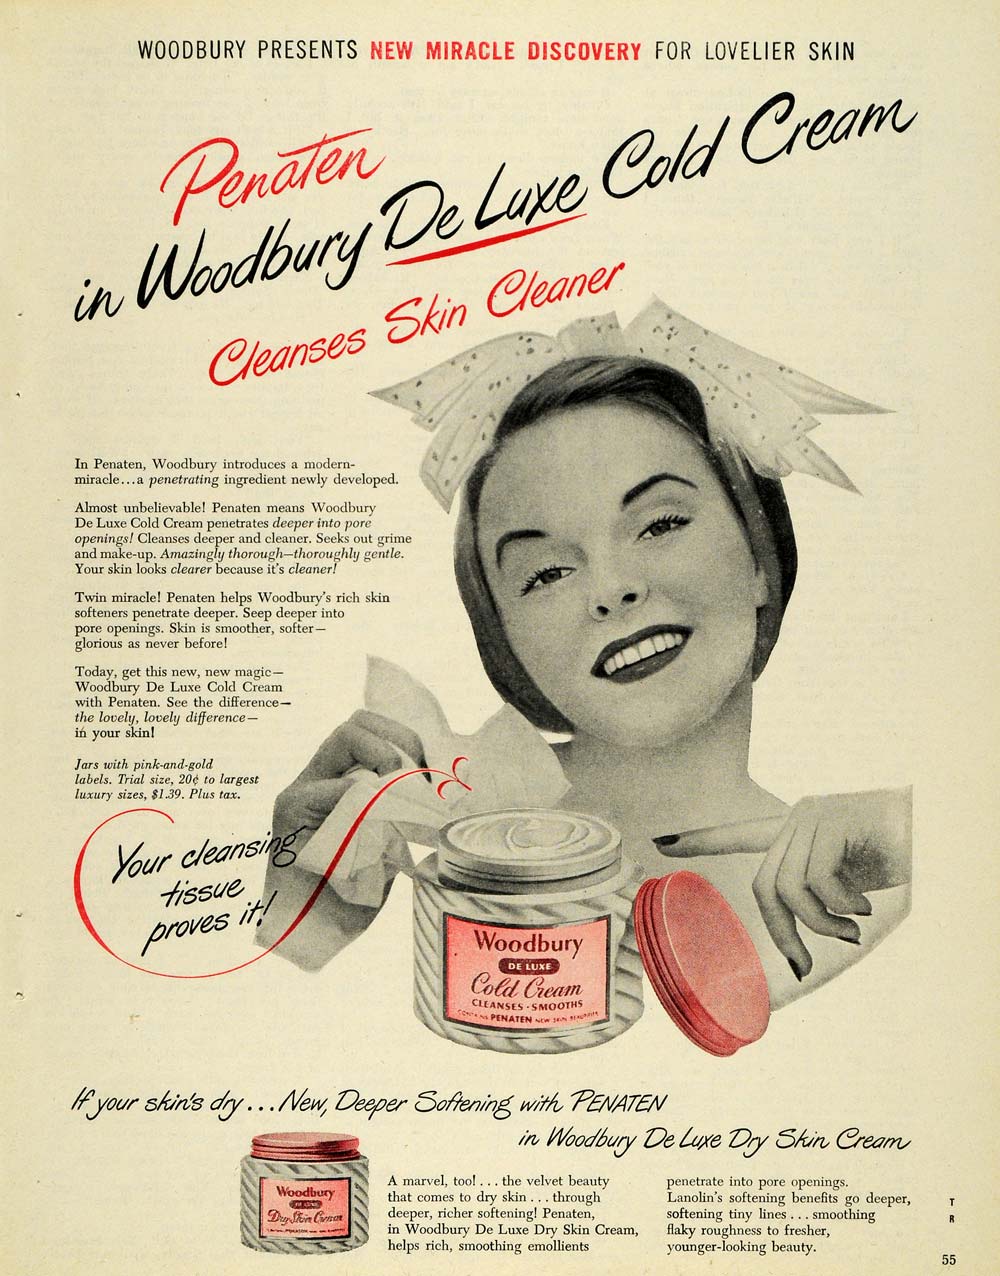 WOODBURY PRESENTS NEW MIRACLE DISCOVERY FOR LOVELIER SKIN
Penaten
in Woodbury De Luxe Cold Cream
Cleanses Skin Cleaner
In Penaten, Woodbury introduces a modern-
miracle...a penetrating ingredient newly developed.
Almost unbelievable! Penaten means Woodbury
De Luxe Cold Cream penetrates deeper into pore
openings! Cleanses deeper and cleaner. Seeks out grime
and make-up. Amazingly thorough—thoroughly gentle.
Your skin looks clearer because it's cleaner!
Twin miracle! Penaten helps Woodbury's rich skin
softeners penetrate deeper. Seep deeper into
pore openings. Skin is smoother, softer—
glorious as never before!
Today, get this new, new magic—
Woodbury De Luxe Cold Cream
with Penaten. See the difference—
the lovely, lovely difference—
in your skin!
Jars with pink-and-gold
labels. Trial size, 20¢ to largest
luxury sizes, $1.39. Plus tax.
Your cleansing
tissue
proves it!
Woodbury
DE LUXE
Cold Cream
CLEANSES - SMOOTHS
CONTAINS PENATEN NEW SKIN BEAUTIFIER
If your skin's dry...New, Deeper Softening with PENATEN
in Woodbury De Luxe Dry Skin Cream
Woodbury
DE LUXE
Dry Skin Cream
A marvel, too! . . . the velvet beauty
that comes to dry skin . . . through
deeper, richer softening! Penaten,
in Woodbury De Luxe Dry Skin Cream,
helps rich, smoothing emollients
penetrate into pore openings.
Lanolin's softening benefits go deeper,
softening tiny lines . . . smoothing
flaky roughness to fresher,
younger-looking beauty.
T
R
55